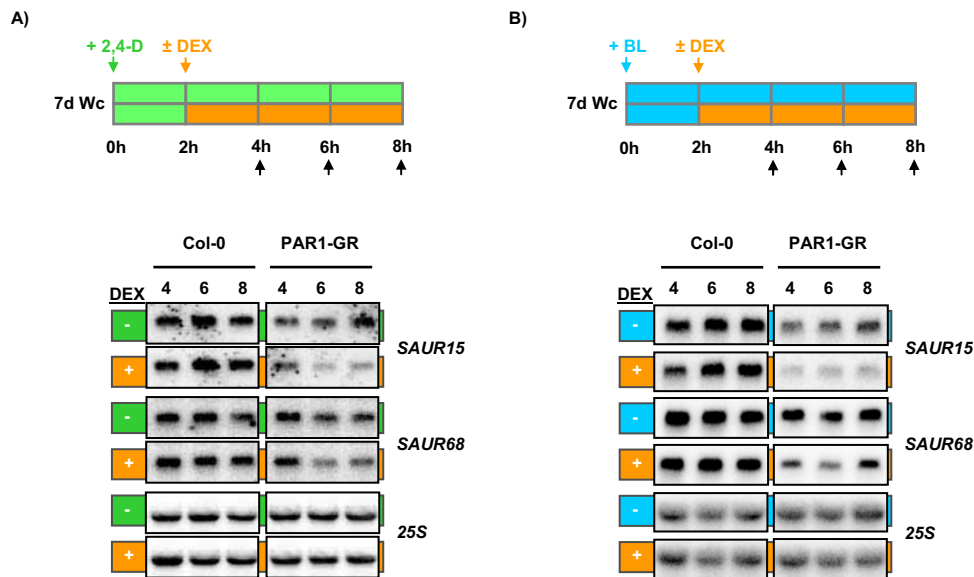 A)
+ 2,4-D ± DEX
7d Wc
0h 2h 4h 6h 8h
Col-0 PAR1-GR
DEX 4 6 8 4 6 8
-
SAUR15
+
-
SAUR68
+
-
25S
+
B)
+ BL ± DEX
7d Wc
0h 2h 4h 6h 8h
Col-0 PAR1-GR
DEX 4 6 8 4 6 8
-
SAUR15
+
-
SAUR68
+
-
25S
+